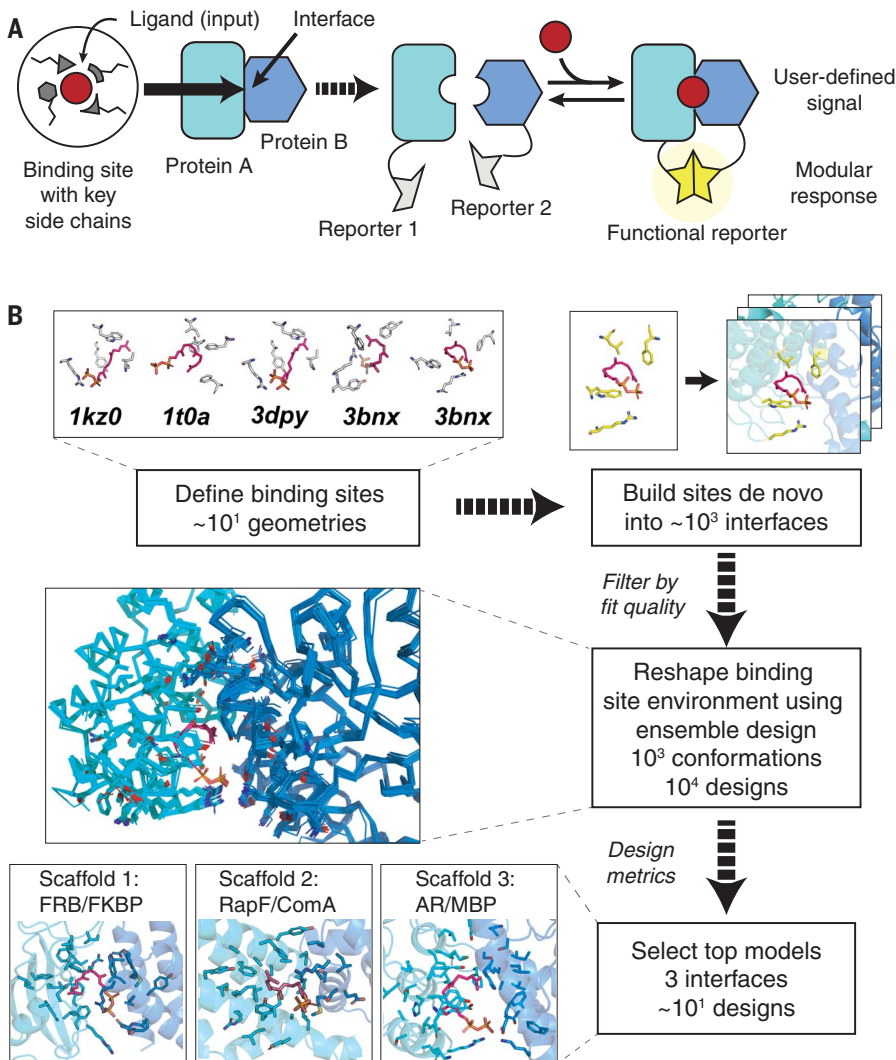 A
Ligand (input)
Interface
Binding site
with key
side chains
Protein A
Protein B
Reporter 1
Reporter 2
User-defined
signal
Modular
response
Functional reporter
B
1kz0
1t0a
3dpy
3bnx
3bnx
Define binding sites
~10¹ geometries
Build sites de novo
into ~10³ interfaces
Filter by
fit quality
Reshape binding
site environment using
ensemble design
10³ conformations
10⁴ designs
Design
metrics
Scaffold 1:
FRB/FKBP
Scaffold 2:
RapF/ComA
Scaffold 3:
AR/MBP
Select top models
3 interfaces
~10¹ designs